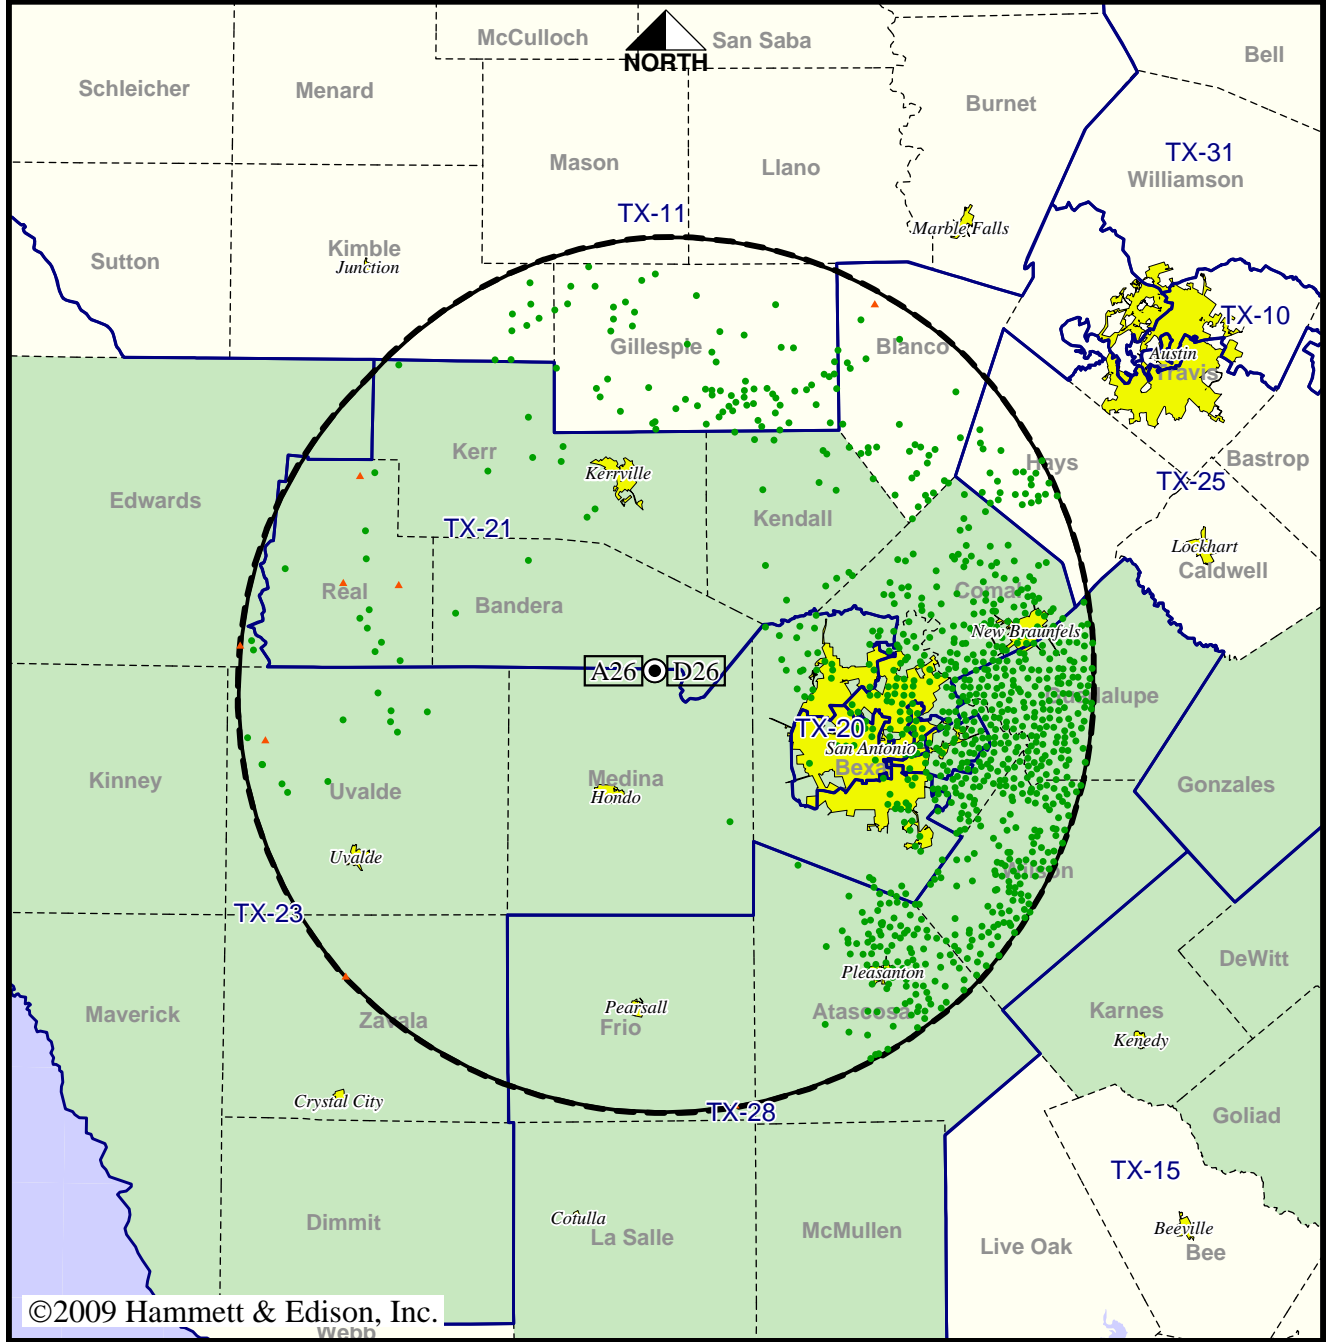 McCulloch
San Saba
NORTH
Bell
Schleicher
Menard
Burnet
Mason
Llano
TX-31
Williamson
TX-11
Marble Falls
Sutton
Kimble
Junction
TX-10
Gillespie
Blanco
Austin
Travis
Kerr
Kerrville
Hays
Bastrop
TX-25
Edwards
TX-21
Kendall
Lockhart
Caldwell
Real
Bandera
Comal
New Braunfels
A26
D26
Guadalupe
TX-20
San Antonio
Bexar
Kinney
Uvalde
Medina
Hondo
Gonzales
Uvalde
Wilson
TX-23
DeWitt
Pleasanton
Maverick
Zavala
Pearsall
Frio
Atascosa
Karnes
Kenedy
Crystal City
TX-28
Goliad
TX-15
Dimmit
Cotulla
La Salle
McMullen
Live Oak
Beeville
Bee
©2009 Hammett & Edison, Inc.
Webb